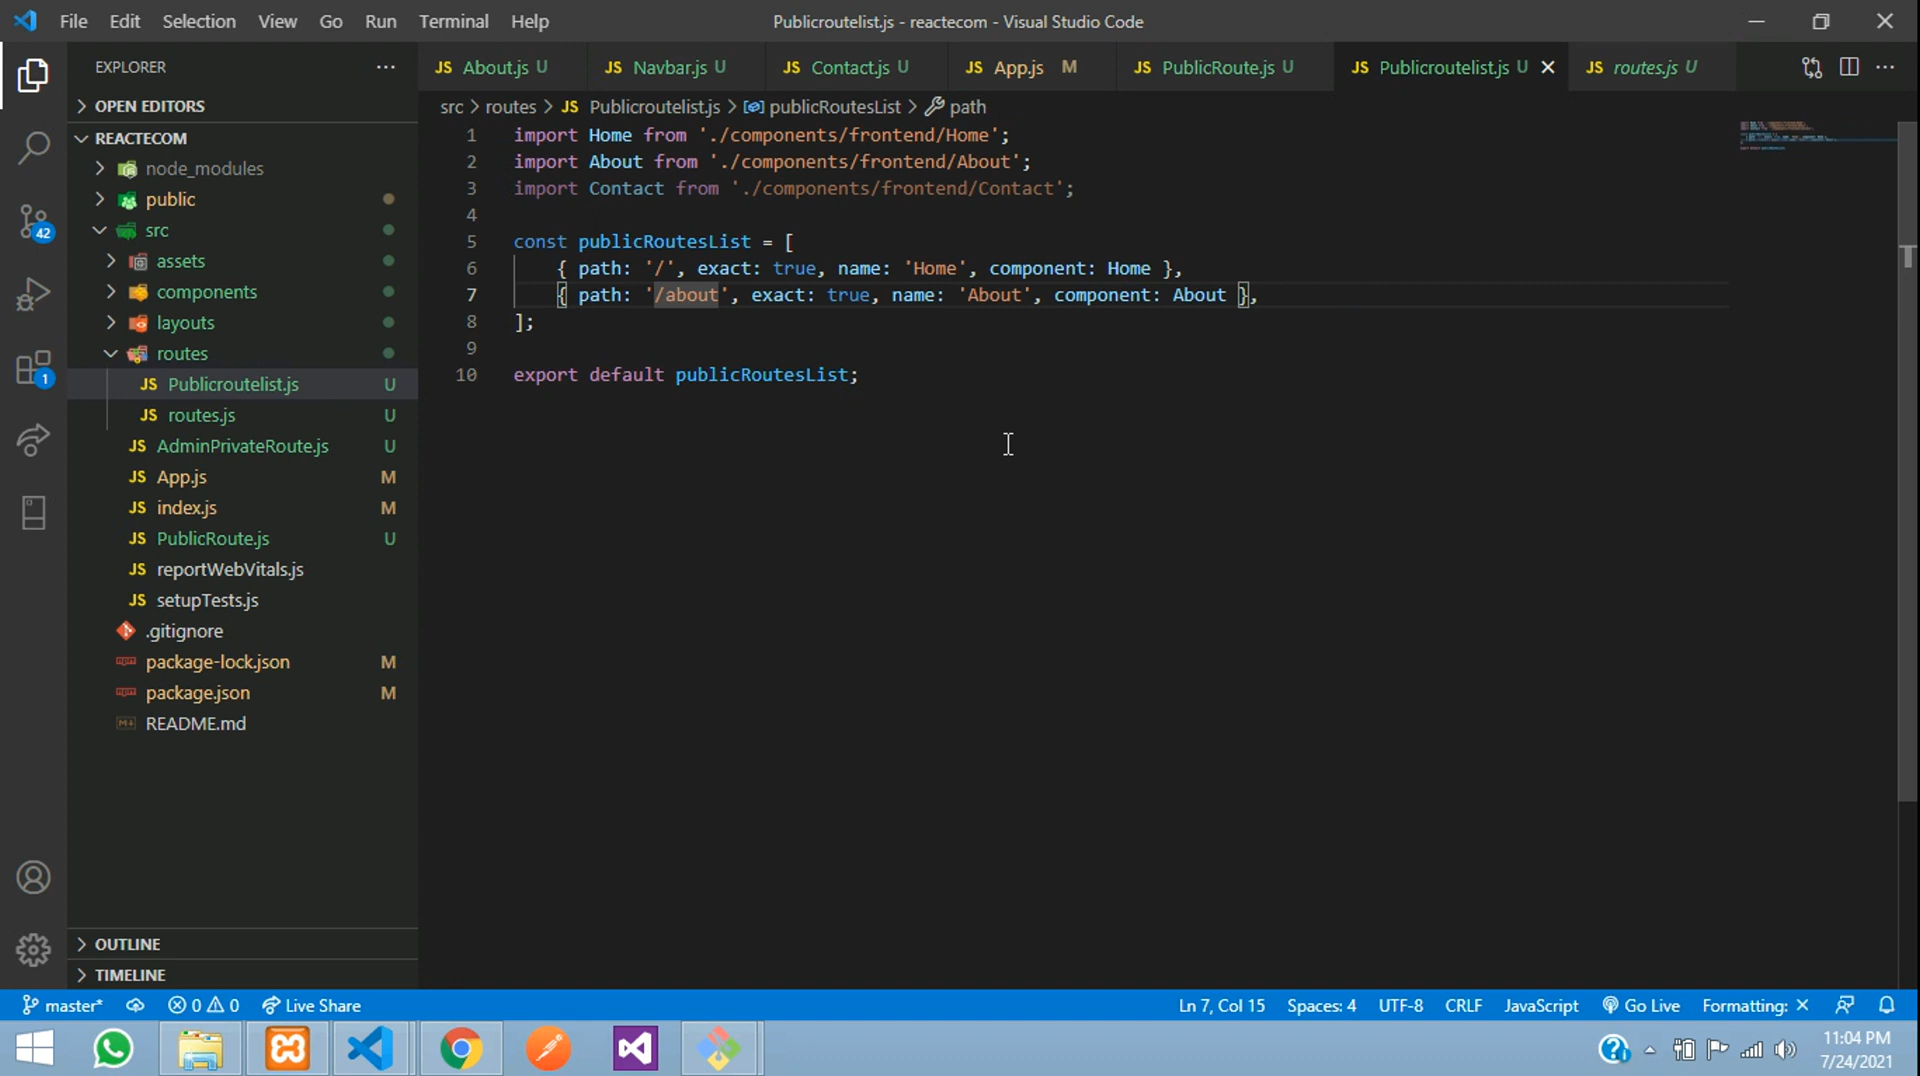 File Edit Selection View Go Run Terminal Help Publicroutelist.js - reactecom - Visual Studio Code
EXPLORER
JS About.js U JS Navbar.js U JS Contact.js U JS App.js M JS PublicRoute.js U JS Publicroutelist.js U JS routes.js U
OPEN EDITORS
REACTECOM
node_modules
public
src
assets
components
layouts
routes
JS Publicroutelist.js U
JS routes.js U
JS AdminPrivateRoute.js U
JS App.js M
JS index.js M
JS PublicRoute.js U
JS reportWebVitals.js
JS setupTests.js
.gitignore
package-lock.json M
package.json M
README.md
OUTLINE
TIMELINE
42
1
src > routes > JS Publicroutelist.js > publicRoutesList > path
1 import Home from './components/frontend/Home';
2 import About from './components/frontend/About';
3 import Contact from './components/frontend/Contact';
4
5 const publicRoutesList = [
6 { path: '/', exact: true, name: 'Home', component: Home },
7 { path: '/about', exact: true, name: 'About', component: About },
8 ];
9
10 export default publicRoutesList;
master* 0 0 Live Share Ln 7, Col 15 Spaces: 4 UTF-8 CRLF JavaScript Go Live Formatting: ×
11:04 PM
7/24/2021